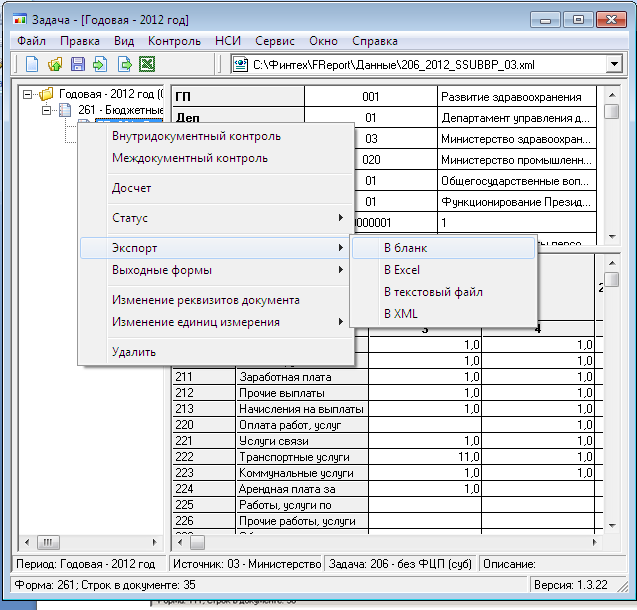 Задача - [Годовая - 2012 год]
Файл Правка Вид Контроль НСИ Сервис Окно Справка
C:\Финтех\FReport\Данные\206_2012_SSUBBP_03.xml
Годовая - 2012 год (
261 - Бюджетные
ГП 001 Развитие здравоохранения
Деп 01 Департамент управления д...
03 Министерство здравоохран...
020 Министерство промышленн...
01 Общегосударственные воп...
01 Функционирование Презид...
0000001 1
Внутридокументный контроль
Междокументный контроль
Досчет
Статус
Экспорт
Выходные формы
Изменение реквизитов документа
Изменение единиц измерения
Удалить
В бланк
В Excel
В текстовый файл
В XML
2
3 4
1,0 1,0
1,0
211 Заработная плата 1,0 1,0
212 Прочие выплаты 1,0 1,0
213 Начисления на выплаты 1,0 1,0
220 Оплата работ, услуг 1,0
221 Услуги связи 1,0 1,0
222 Транспортные услуги 11,0 1,0
223 Коммунальные услуги 1,0 1,0
224 Арендная плата за 1,0
225 Работы, услуги по
226 Прочие работы, услуги
Период: Годовая - 2012 год Источник: 03 - Министерство Задача: 206 - без ФЦП (суб) Описание:
Форма: 261; Строк в документе: 35 Версия: 1.3.22